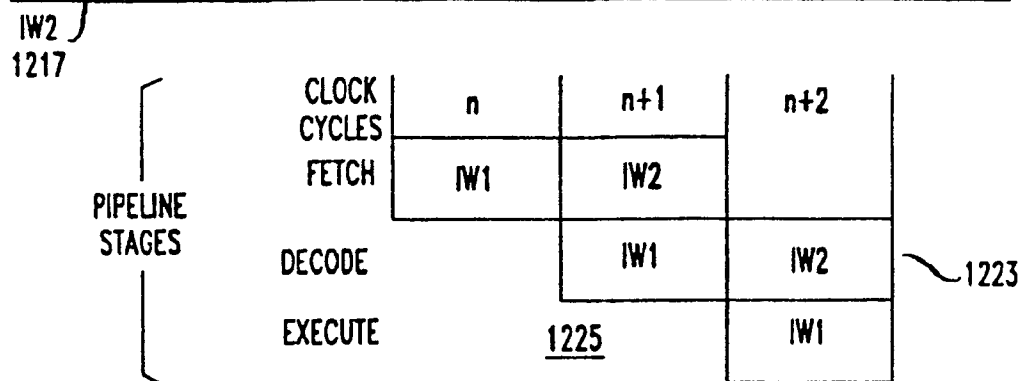 IW2
1217
CLOCK CYCLES n n+1 n+2
FETCH IW1 IW2
PIPELINE STAGES
DECODE IW1 IW2 1223
EXECUTE 1225 IW1